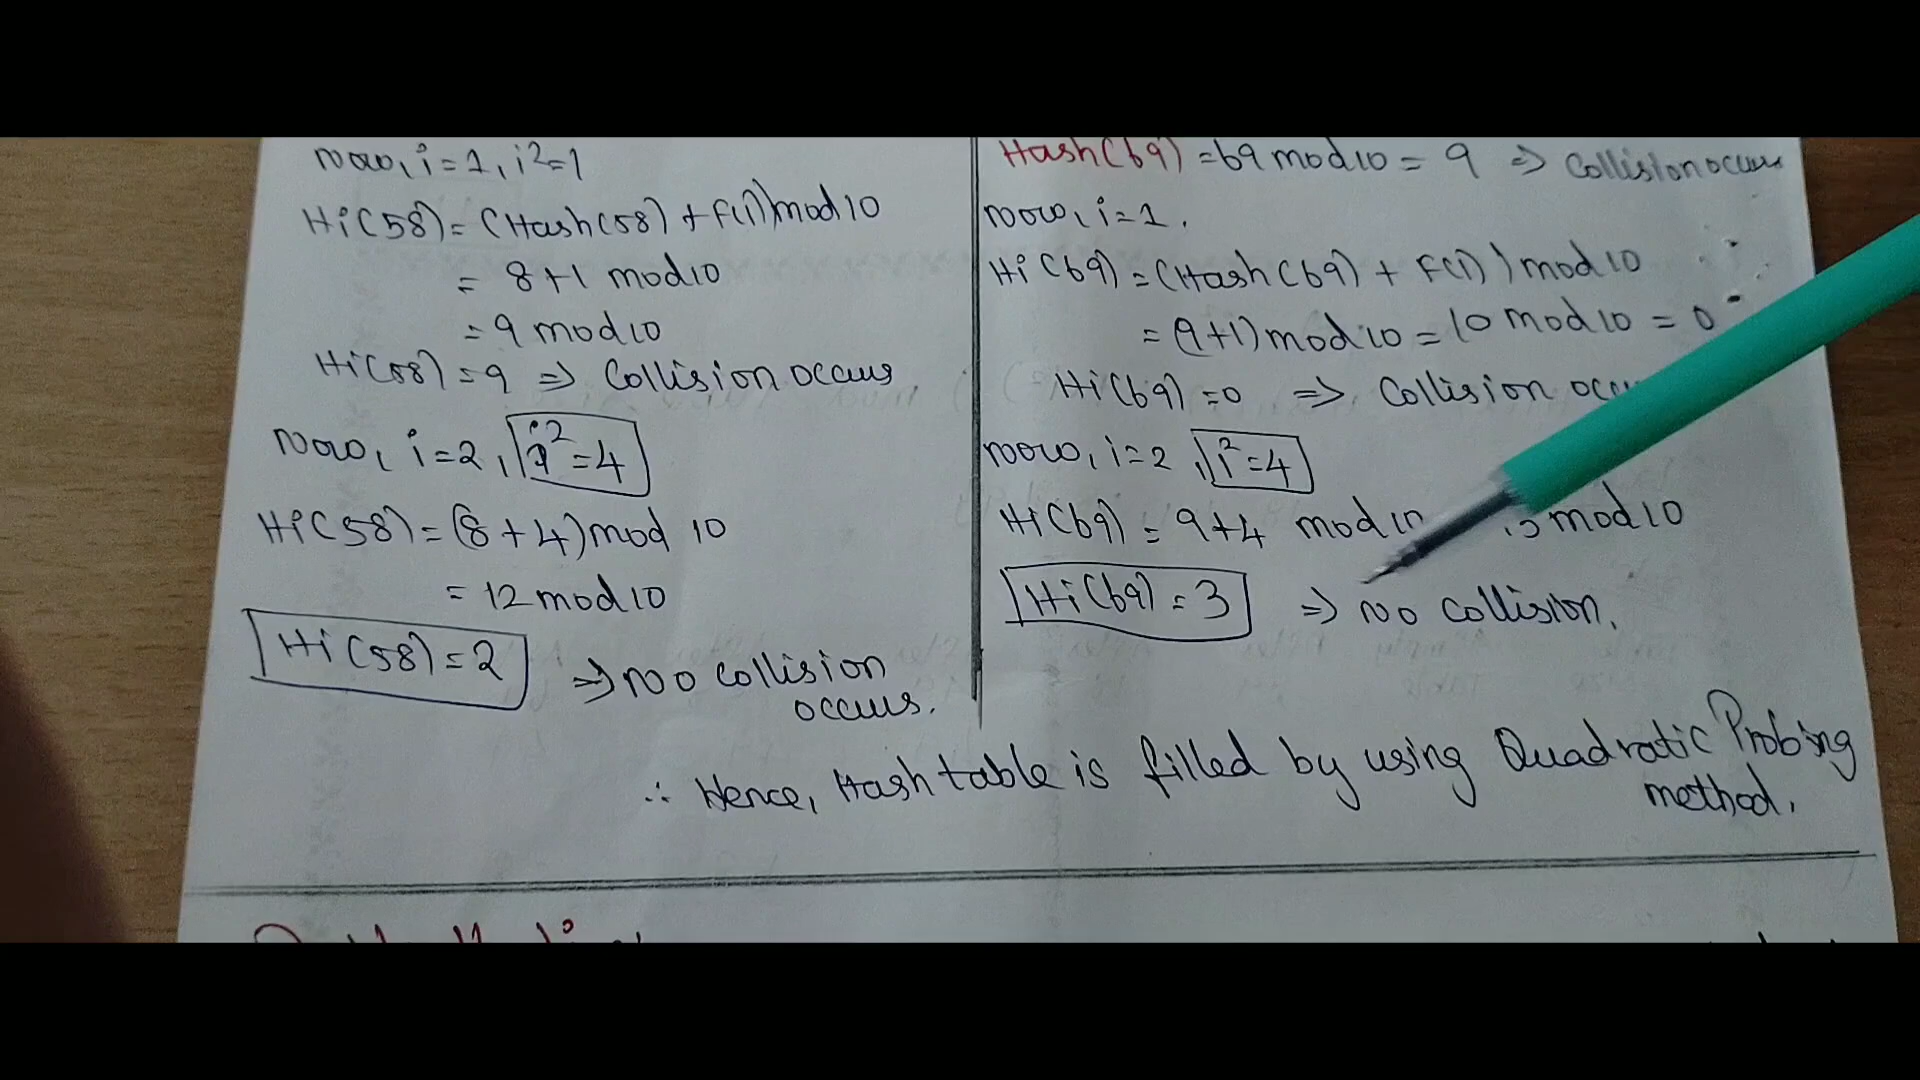 Now, i=1, i²=1
Hi(58) = (Hash(58) + F(i)) mod 10
= 8+1 mod 10
= 9 mod 10
Hi(58) = 9 => Collision occurs
Now, i=2, i²=4
Hi(58) = (8+4) mod 10
= 12 mod 10
Hi(58) = 2 => No collision
occurs.
Hash(69) = 69 mod 10 = 9 => Collision occurs
Now, i=1.
Hi(69) = (Hash(69) + F(i)) mod 10
= (9+1) mod 10 = 10 mod 10 = 0
Hi(69) = 0 => Collision
Now, i=2, i²=4
Hi(69) = 9+4 mod mod 10
Hi(69) = 3 => No collision.
∴ Hence, Hash table is filled by using Quadratic Probing
method.